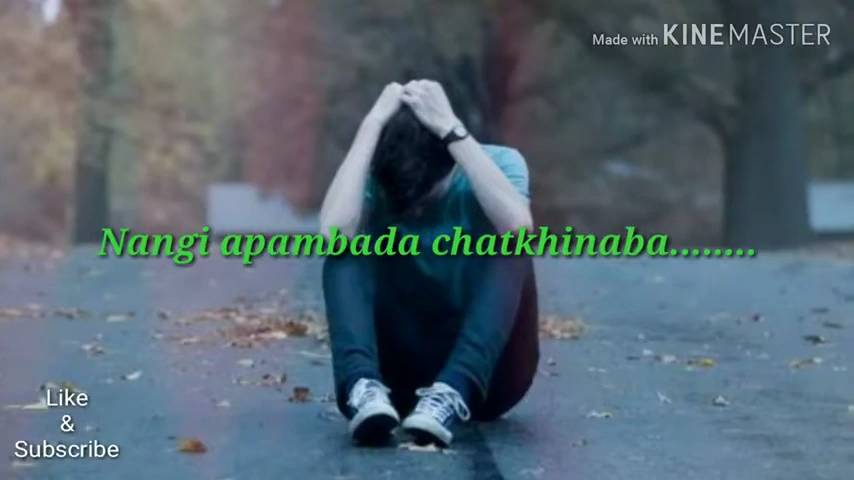 Made with KINEMASTER
Nangi apambada chatkhinaba........
Like
&
Subscribe